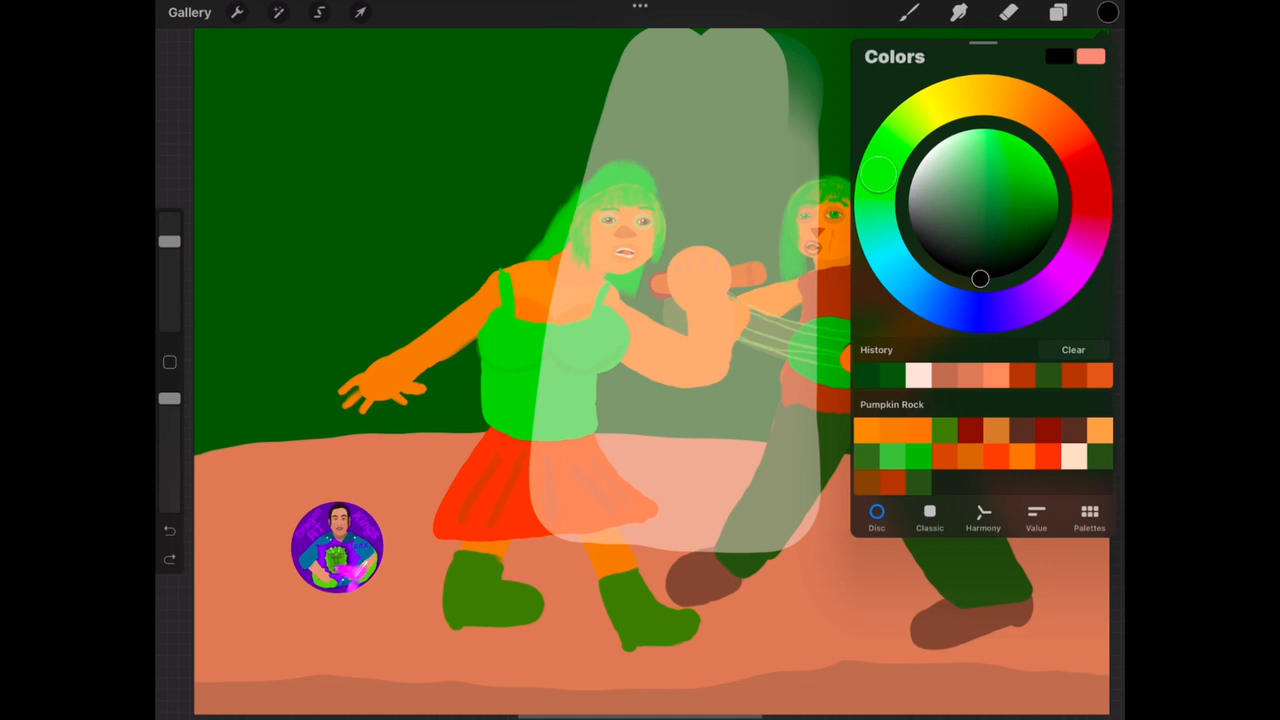 Gallery
Colors
History
Clear
Pumpkin Rock
Disc
Classic
Harmony
Value
Palettes